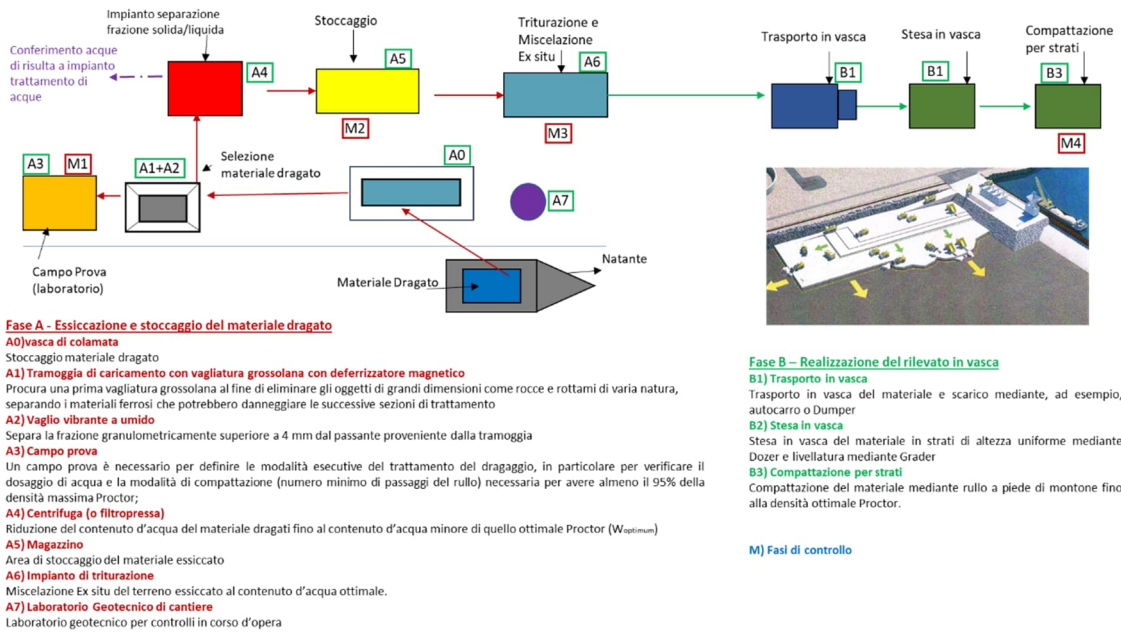 Impianto separazione
frazione solida/liquida
Conferimento acque
di risulta a impianto
trattamento di
acque
A4
Stoccaggio
A5
M2
Triturazione e
Miscelazione
Ex situ
A6
M3
Trasporto in vasca
B1
Stesa in vasca
B1
Compattazione
per strati
B3
M4
A3
M1
A1+A2
Selezione
materiale dragato
A0
A7
Campo Prova
(laboratorio)
Materiale Dragato
Natante
Fase A - Essiccazione e stoccaggio del materiale dragato
A0)vasca di colamata
Stoccaggio materiale dragato
A1) Tramoggia di caricamento con vagliatura grossolana con deferrizzatore magnetico
Procura una prima vagliatura grossolana al fine di eliminare gli oggetti di grandi dimensioni come rocce e rottami di varia natura,
separando i materiali ferrosi che potrebbero danneggiare le successive sezioni di trattamento
A2) Vaglio vibrante a umido
Separa la frazione granulometricamente superiore a 4 mm dal passante proveniente dalla tramoggia
A3) Campo prova
Un campo prova è necessario per definire le modalità esecutive del trattamento del dragaggio, in particolare per verificare il
dosaggio di acqua e la modalità di compattazione (numero minimo di passaggi del rullo) necessaria per avere almeno il 95% della
densità massima Proctor;
A4) Centrifuga (o filtropressa)
Riduzione del contenuto d'acqua del materiale dragati fino al contenuto d'acqua minore di quello ottimale Proctor (Woptimum)
A5) Magazzino
Area di stoccaggio del materiale essiccato
A6) Impianto di triturazione
Miscelazione Ex situ del terreno essiccato al contenuto d'acqua ottimale.
A7) Laboratorio Geotecnico di cantiere
Laboratorio geotecnico per controlli in corso d'opera
Fase B – Realizzazione del rilevato in vasca
B1) Trasporto in vasca
Trasporto in vasca del materiale e scarico mediante, ad esempio,
autocarro o Dumper
B2) Stesa in vasca
Stesa in vasca del materiale in strati di altezza uniforme mediante
Dozer e livellatura mediante Grader
B3) Compattazione per strati
Compattazione del materiale mediante rullo a piede di montone fino
alla densità ottimale Proctor.
M) Fasi di controllo